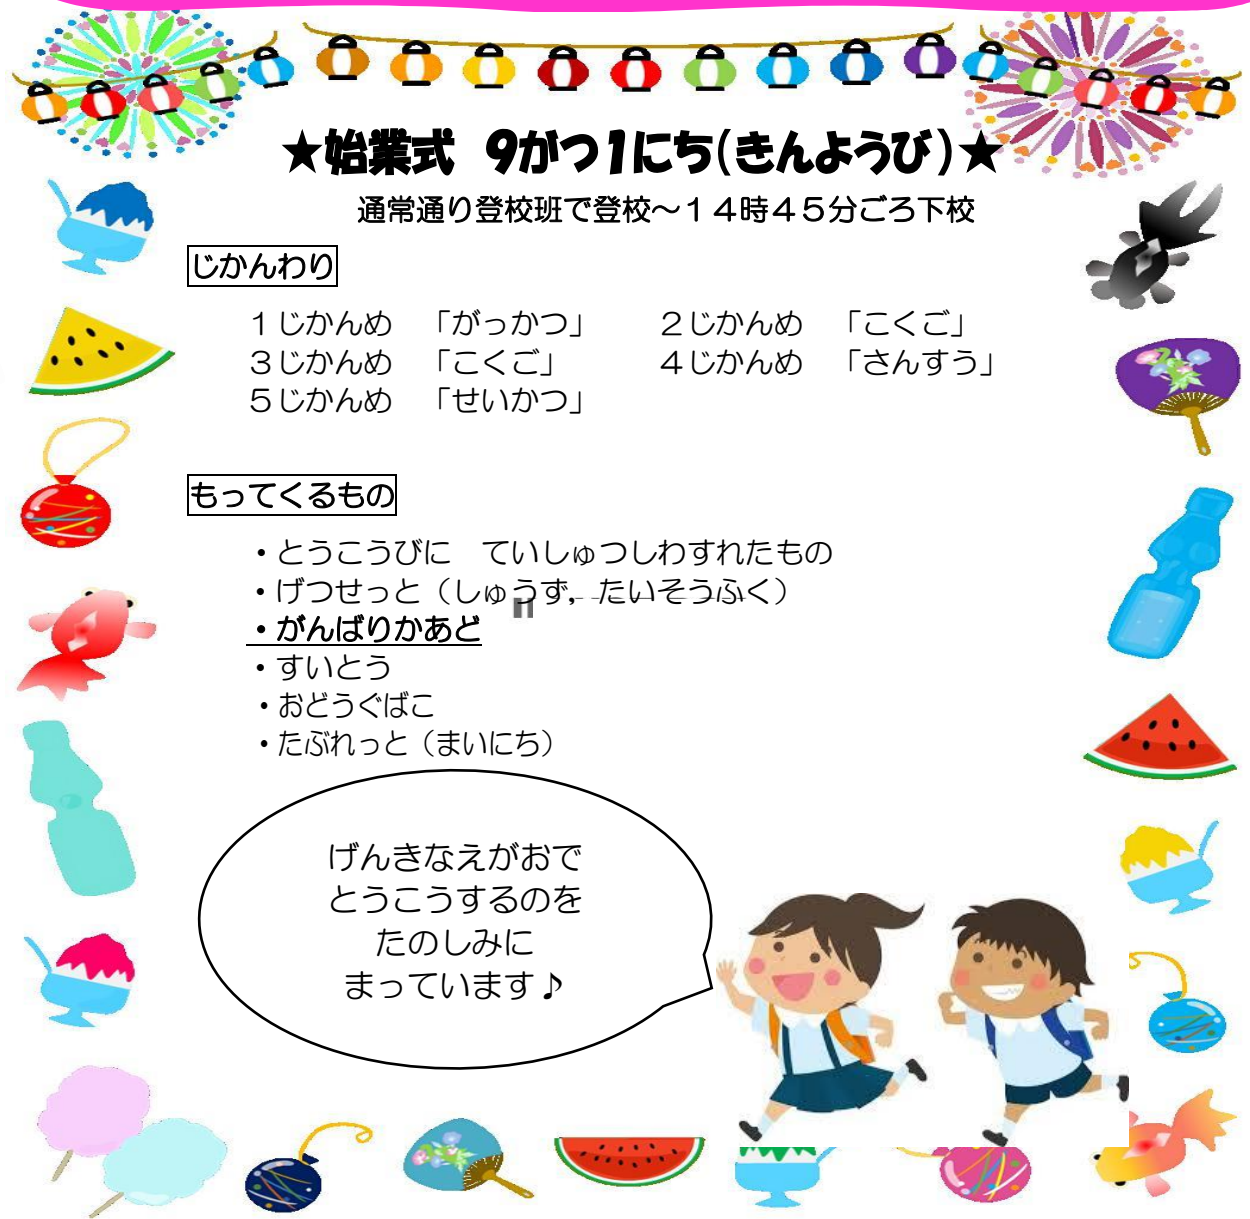 ★始業式　9がつ1にち(きんようび)★
通常通り登校班で登校～１４時４５分ごろ下校
じかんわり
１じかんめ　「がっかつ」　２じかんめ　「こくご」
３じかんめ　「こくご」　４じかんめ　「さんすう」
５じかんめ　「せいかつ」
もってくるもの
・とうこうびに　ていしゅつしわすれたもの
・げつせっと（しゅうず，たいそうふく）
・がんばりかあど
・すいとう
・おどうぐばこ
・たぶれっと（まいにち）
げんきなえがおで
とうこうするのを
たのしみに
まっています♪